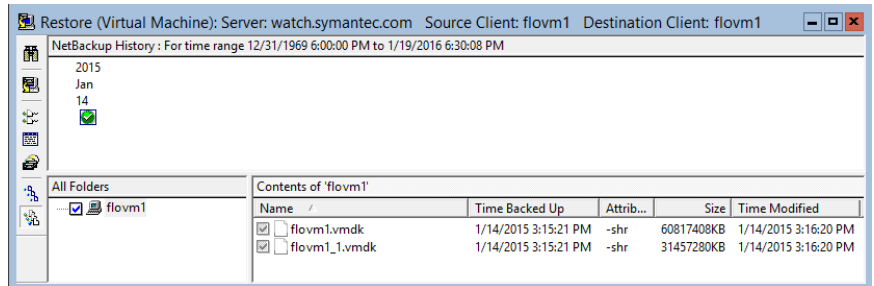 Restore (Virtual Machine): Server: watch.symantec.com Source Client: flovm1 Destination Client: flovm1
NetBackup History : For time range 12/31/1969 6:00:00 PM to 1/19/2016 6:30:08 PM
2015
Jan
14
All Folders Contents of 'flovm1'
flovm1 Name Time Backed Up Attrib... Size Time Modified
flovm1.vmdk 1/14/2015 3:15:21 PM -shr 60817408KB 1/14/2015 3:16:20 PM
flovm1_1.vmdk 1/14/2015 3:15:21 PM -shr 31457280KB 1/14/2015 3:16:20 PM